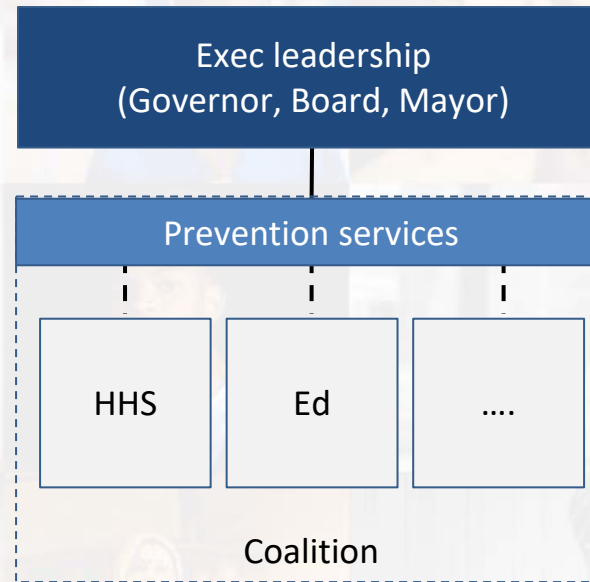 Exec leadership
(Governor, Board, Mayor)
Prevention services
HHS
Ed
....
Coalition